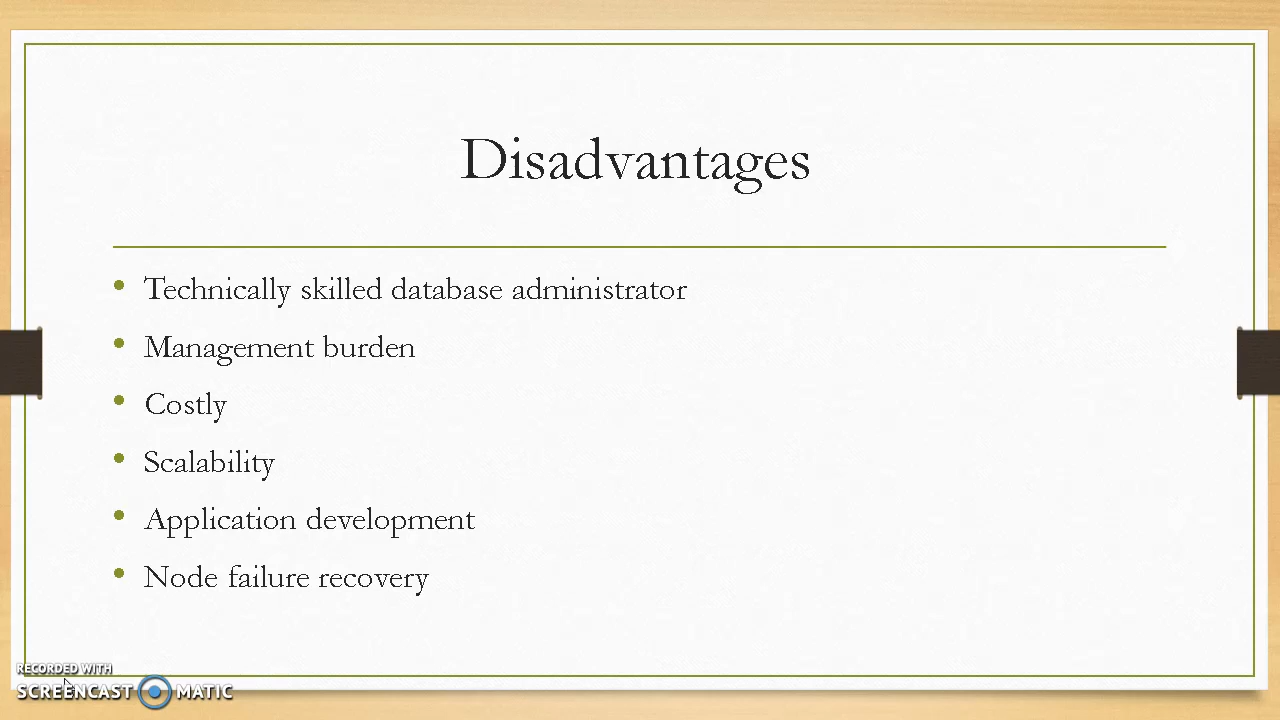 Disadvantages
• Technically skilled database administrator
• Management burden
• Costly
• Scalability
• Application development
• Node failure recovery
RECORDED WITH
SCREENCAST MATIC